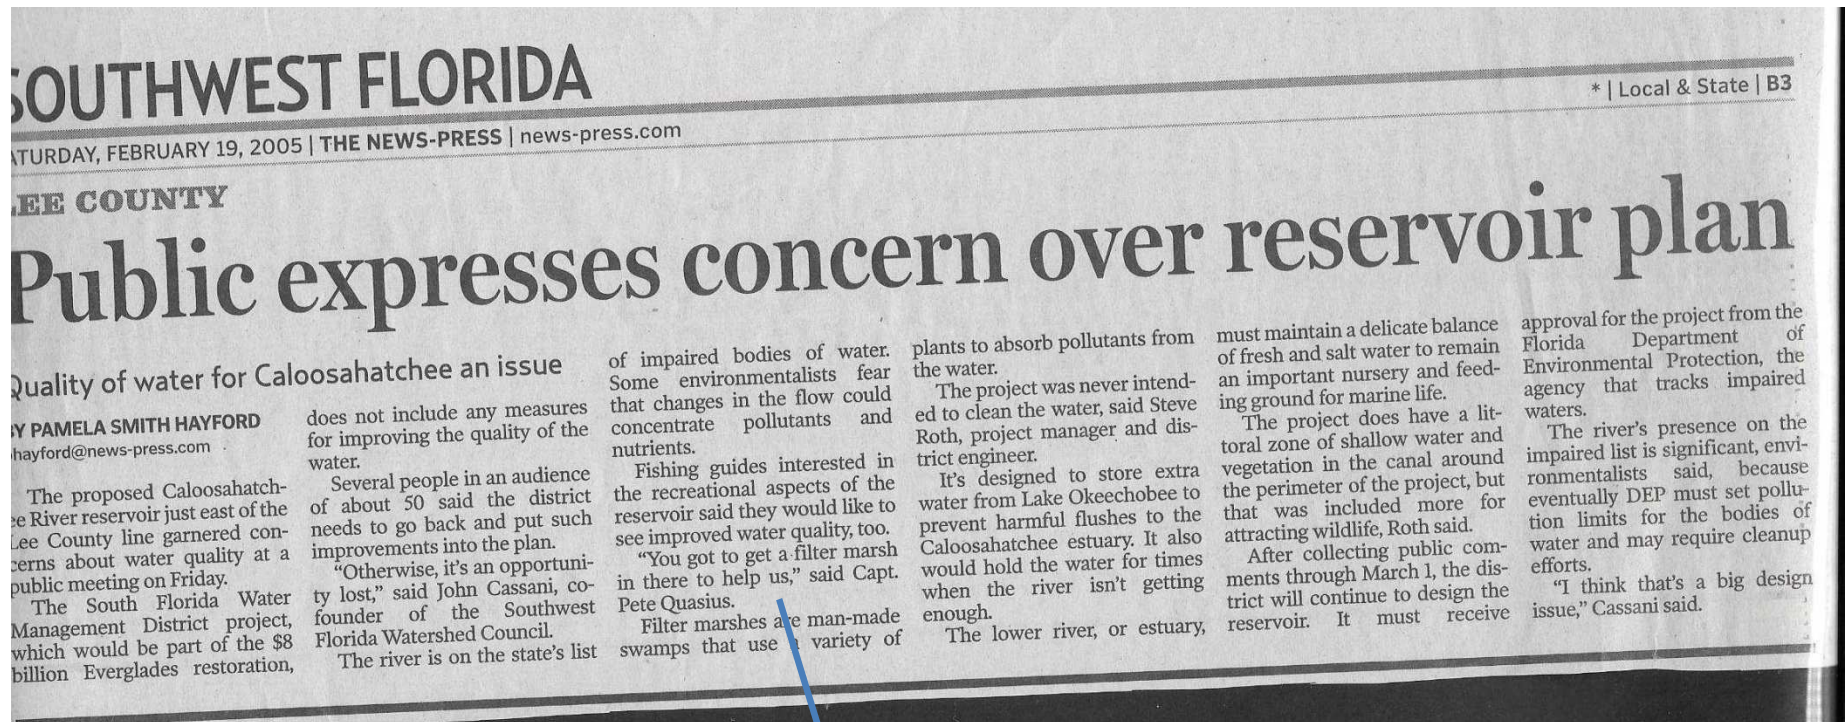 SOUTHWEST FLORIDA
* | Local & State | B3
ATURDAY, FEBRUARY 19, 2005 | THE NEWS-PRESS | news-press.com
LEE COUNTY
Public expresses concern over reservoir plan
Quality of water for Caloosahatchee an issue
BY PAMELA SMITH HAYFORD
hayford@news-press.com
The proposed Caloosahatch-
ee River reservoir just east of the
Lee County line garnered con-
cerns about water quality at a
public meeting on Friday.
The South Florida Water
Management District project,
which would be part of the $8
billion Everglades restoration,
does not include any measures
for improving the quality of the
water.
Several people in an audience
of about 50 said the district
needs to go back and put such
improvements into the plan.
"Otherwise, it's an opportuni-
ty lost," said John Cassani, co-
founder of the Southwest
Florida Watershed Council.
The river is on the state's list
of impaired bodies of water.
Some environmentalists fear
that changes in the flow could
concentrate pollutants and
nutrients.
Fishing guides interested in
the recreational aspects of the
reservoir said they would like to
see improved water quality, too.
"You got to get a filter marsh
in there to help us," said Capt.
Pete Quasius.
Filter marshes are man-made
swamps that use a variety of
plants to absorb pollutants from
the water.
The project was never intend-
ed to clean the water, said Steve
Roth, project manager and dis-
trict engineer.
It's designed to store extra
water from Lake Okeechobee to
prevent harmful flushes to the
Caloosahatchee estuary. It also
would hold the water for times
when the river isn't getting
enough.
The lower river, or estuary,
must maintain a delicate balance
of fresh and salt water to remain
an important nursery and feed-
ing ground for marine life.
The project does have a lit-
toral zone of shallow water and
vegetation in the canal around
the perimeter of the project, but
that was included more for
attracting wildlife, Roth said.
After collecting public com-
ments through March 1, the dis-
trict will continue to design the
reservoir. It must receive
approval for the project from the
Florida Department of
Environmental Protection, the
agency that tracks impaired
waters.
The river's presence on the
impaired list is significant, envi-
ronmentalists said, because
eventually DEP must set pollu-
tion limits for the bodies of
water and may require cleanup
efforts.
"I think that's a big design
issue," Cassani said.